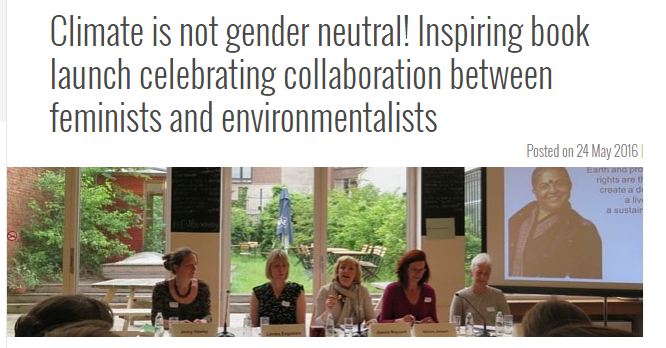 Climate is not gender neutral! Inspiring book
launch celebrating collaboration between
feminists and environmentalists
Posted on 24 May 2016 |
Earth and pro
rights are th
create a de
a live
a sustain